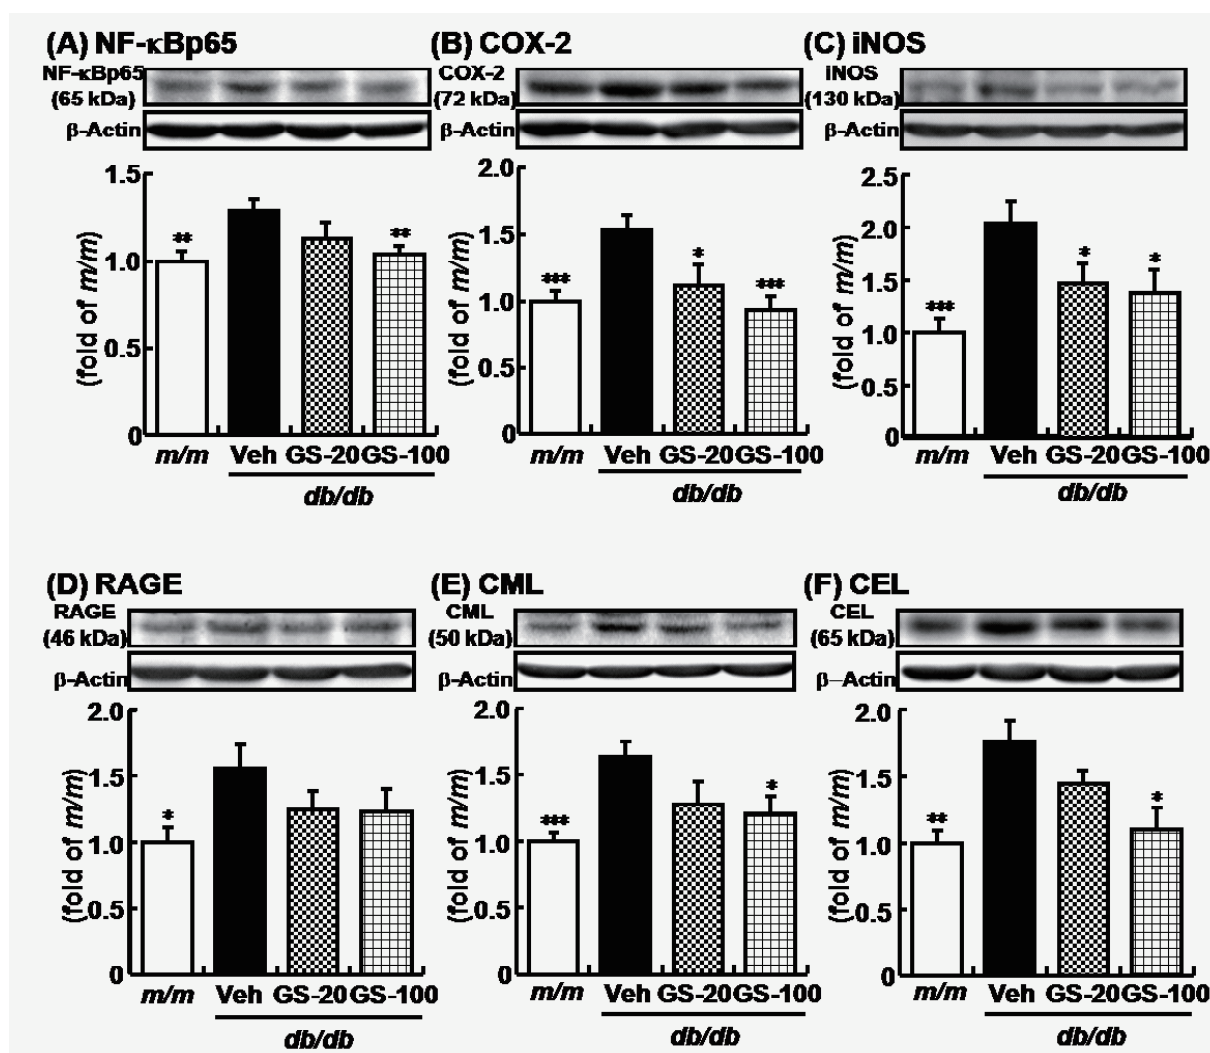 (A) NF-κBp65
NF-κBp65
(65 kDa)
β-Actin
(fold of m/m)
1.5
1.0
0.5
0
** **
m/m Veh GS-20 GS-100
db/db
(B) COX-2
COX-2
(72 kDa)
β-Actin
(fold of m/m)
2.0
1.5
1.0
0.5
0
*** * ***
m/m Veh GS-20 GS-100
db/db
(C) iNOS
iNOS
(130 kDa)
β-Actin
(fold of m/m)
2.5
2.0
1.5
1.0
0.5
0
*** * *
m/m Veh GS-20 GS-100
db/db
(D) RAGE
RAGE
(46 kDa)
β-Actin
(fold of m/m)
2.0
1.5
1.0
0.5
0
*
m/m Veh GS-20 GS-100
db/db
(E) CML
CML
(50 kDa)
β-Actin
(fold of m/m)
2.0
1.5
1.0
0.5
0
*** *
m/m Veh GS-20 GS-100
db/db
(F) CEL
CEL
(65 kDa)
β–Actin
(fold of m/m)
2.0
1.5
1.0
0.5
0
** *
m/m Veh GS-20 GS-100
db/db